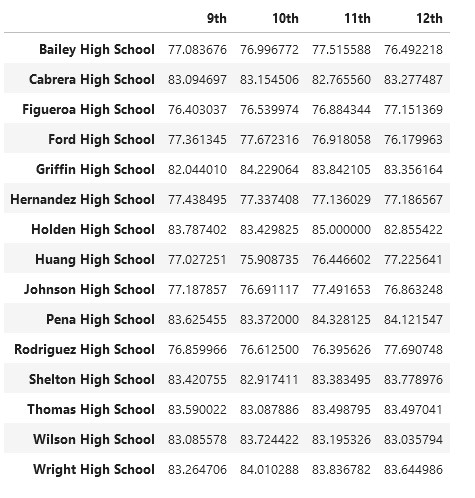 9th 10th 11th 12th
Bailey High School 77.083676 76.996772 77.515588 76.492218
Cabrera High School 83.094697 83.154506 82.765560 83.277487
Figueroa High School 76.403037 76.539974 76.884344 77.151369
Ford High School 77.361345 77.672316 76.918058 76.179963
Griffin High School 82.044010 84.229064 83.842105 83.356164
Hernandez High School 77.438495 77.337408 77.136029 77.186567
Holden High School 83.787402 83.429825 85.000000 82.855422
Huang High School 77.027251 75.908735 76.446602 77.225641
Johnson High School 77.187857 76.691117 77.491653 76.863248
Pena High School 83.625455 83.372000 84.328125 84.121547
Rodriguez High School 76.859966 76.612500 76.395626 77.690748
Shelton High School 83.420755 82.917411 83.383495 83.778976
Thomas High School 83.590022 83.087886 83.498795 83.497041
Wilson High School 83.085578 83.724422 83.195326 83.035794
Wright High School 83.264706 84.010288 83.836782 83.644986